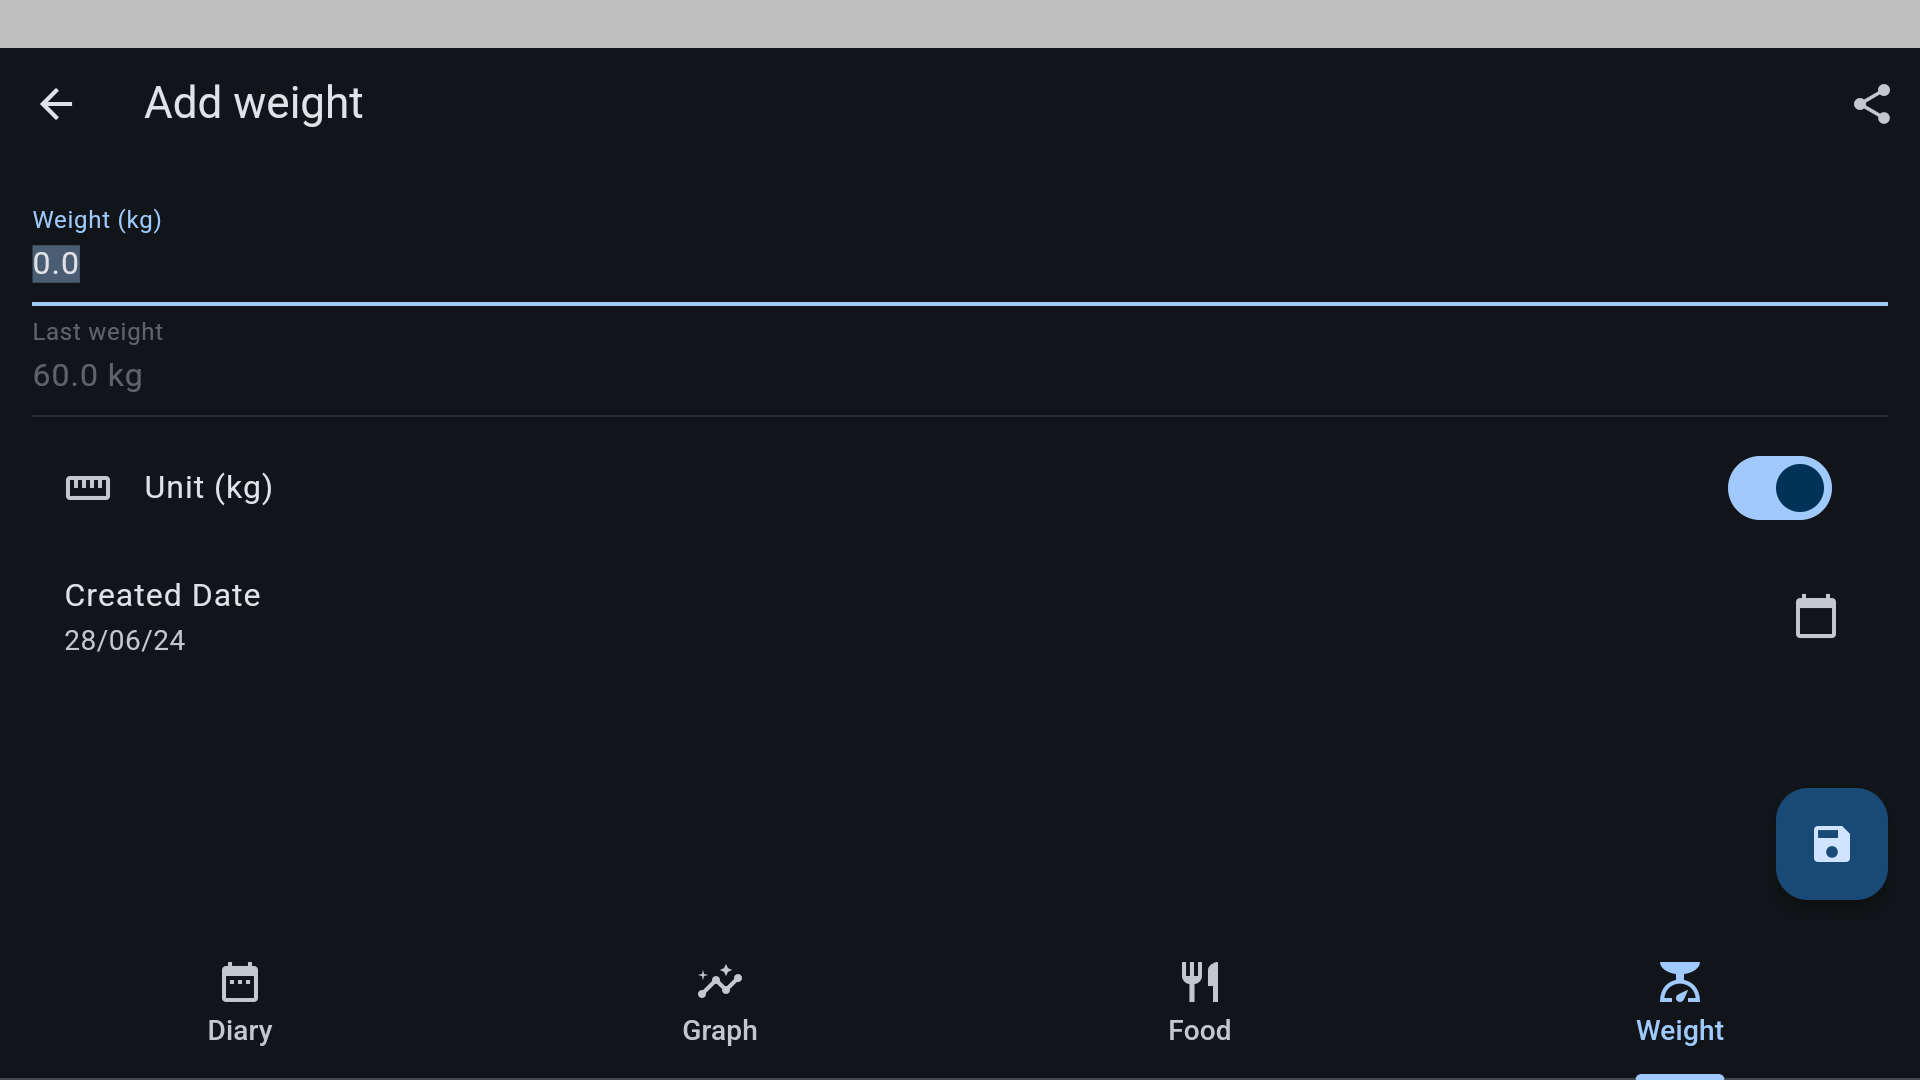 Add weight
Weight (kg)
0.0
Last weight
60.0 kg
Unit (kg)
Created Date
28/06/24
Diary
Graph
Food
Weight